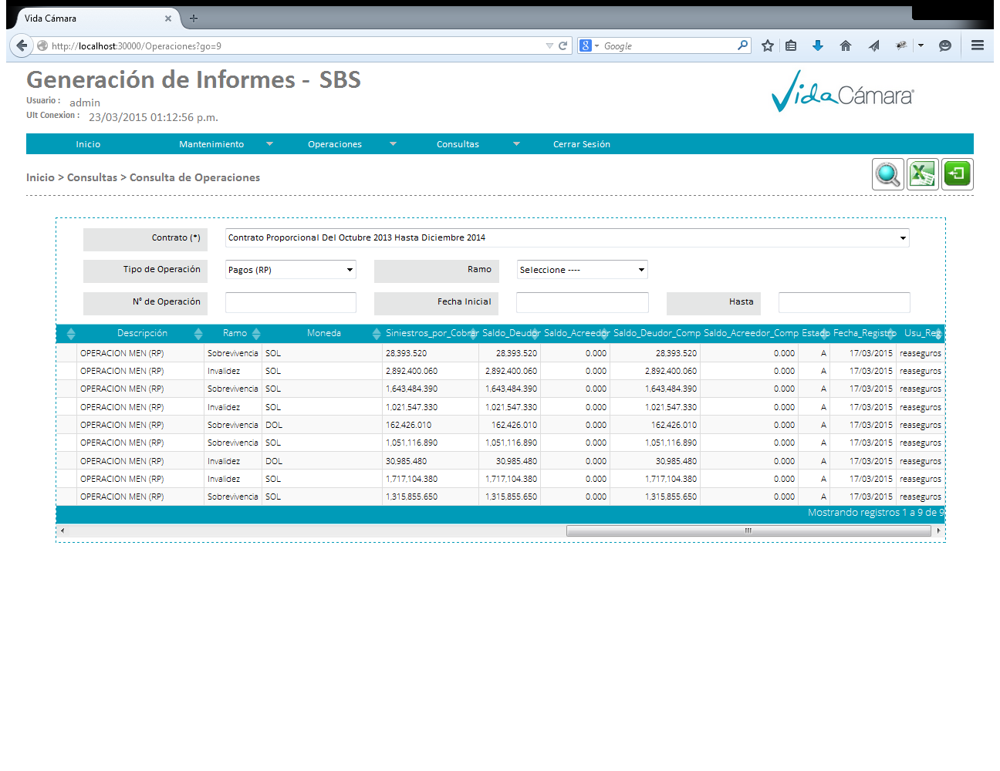 Vida Cámara
http://localhost:30000/Operaciones?go=9
Google
Generación de Informes - SBS
Usuario : admin
Ult Conexion : 23/03/2015 01:12:56 p.m.
Vida Cámara
Inicio Mantenimiento Operaciones Consultas Cerrar Sesión
Inicio > Consultas > Consulta de Operaciones
Contrato (*) Contrato Proporcional Del Octubre 2013 Hasta Diciembre 2014
Tipo de Operación Pagos (RP) Ramo Seleccione ----
N° de Operación Fecha Inicial Hasta
Descripción Ramo Moneda Siniestros_por_Cobrar Saldo_Deudor Saldo_Acreedor Saldo_Deudor_Comp Saldo_Acreedor_Comp Estado Fecha_Registro Usu_Reg
OPERACION MEN (RP) Sobrevivencia SOL 28,393.520 28,393.520 0.000 28,393.520 0.000 A 17/03/2015 reaseguros
OPERACION MEN (RP) Invalidez SOL 2,892,400.060 2,892,400.060 0.000 2,892,400.060 0.000 A 17/03/2015 reaseguros
OPERACION MEN (RP) Sobrevivencia SOL 1,643,484.390 1,643,484.390 0.000 1,643,484.390 0.000 A 17/03/2015 reaseguros
OPERACION MEN (RP) Invalidez SOL 1,021,547.330 1,021,547.330 0.000 1,021,547.330 0.000 A 17/03/2015 reaseguros
OPERACION MEN (RP) Sobrevivencia DOL 162,426.010 162,426.010 0.000 162,426.010 0.000 A 17/03/2015 reaseguros
OPERACION MEN (RP) Sobrevivencia SOL 1,051,116.890 1,051,116.890 0.000 1,051,116.890 0.000 A 17/03/2015 reaseguros
OPERACION MEN (RP) Invalidez DOL 30,985.480 30,985.480 0.000 30,985.480 0.000 A 17/03/2015 reaseguros
OPERACION MEN (RP) Invalidez SOL 1,717,104.380 1,717,104.380 0.000 1,717,104.380 0.000 A 17/03/2015 reaseguros
OPERACION MEN (RP) Sobrevivencia SOL 1,315,855.650 1,315,855.650 0.000 1,315,855.650 0.000 A 17/03/2015 reaseguros
Mostrando registros 1 a 9 de 9